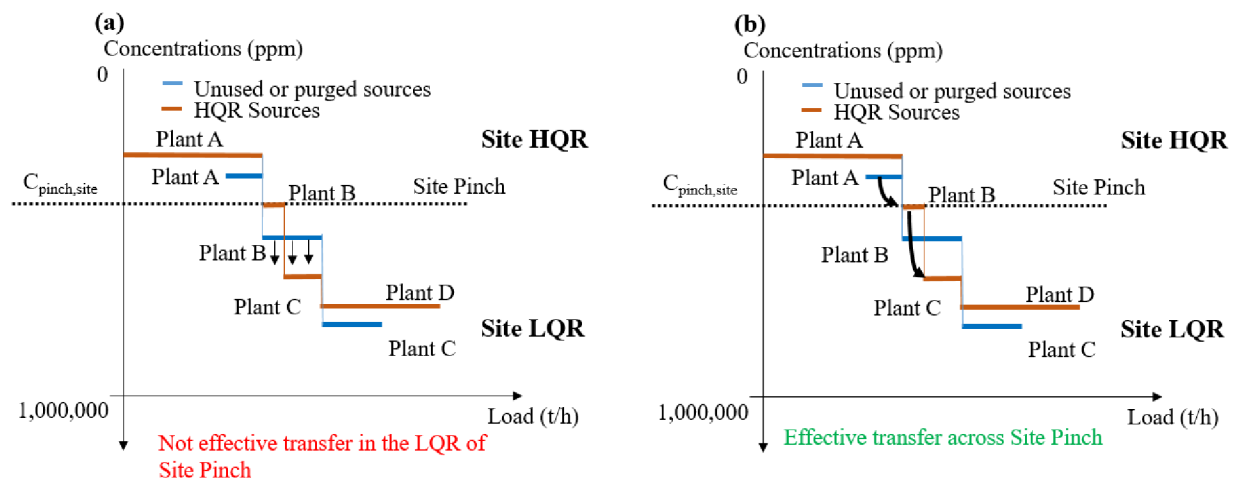 (a)
Concentrations (ppm)
0
Unused or purged sources
HQR Sources
Plant A
Site HQR
Plant A
C_pinch,site
Plant B
Site Pinch
Plant B
Plant C
Plant D
Site LQR
Plant C
1,000,000
Load (t/h)
Not effective transfer in the LQR of
Site Pinch
(b)
Concentrations (ppm)
0
Unused or purged sources
HQR Sources
Plant A
Site HQR
Plant A
C_pinch,site
Plant B
Site Pinch
Plant B
Plant C
Plant D
Site LQR
Plant C
1,000,000
Load (t/h)
Effective transfer across Site Pinch